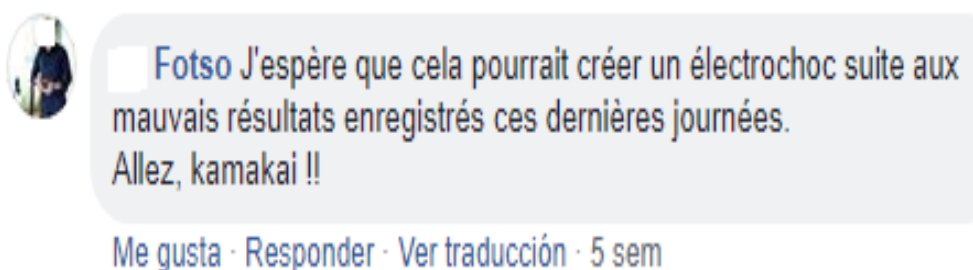 Fotso J'espère que cela pourrait créer un électrochoc suite aux
mauvais résultats enregistrés ces dernières journées.
Allez, kamakai !!
Me gusta · Responder · Ver traducción · 5 sem